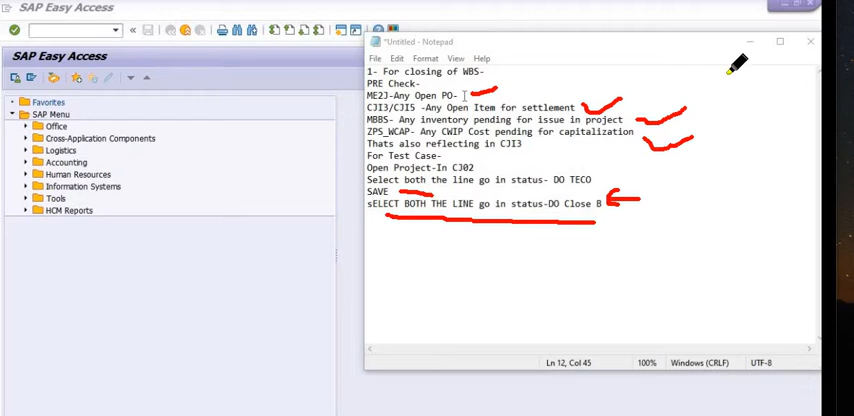 SAP Easy Access
SAP Easy Access
Favorites
SAP Menu
Office
Cross-Application Components
Logistics
Accounting
Human Resources
Information Systems
Tools
HCM Reports
*Untitled - Notepad
File Edit Format View Help
1- For closing of WBS-
PRE Check-
ME2J-Any Open PO-
CJI3/CJI5 -Any Open Item for settlement
MBBS- Any inventory pending for issue in project
ZPS_WCAP- Any CWIP Cost pending for capitalization
Thats also reflecting in CJI3
For Test Case-
Open Project-In CJ02
Select both the line go in status- DO TECO
SAVE
sELECT BOTH THE LINE go in status-DO Close B
Ln 12, Col 45 100% Windows (CRLF) UTF-8